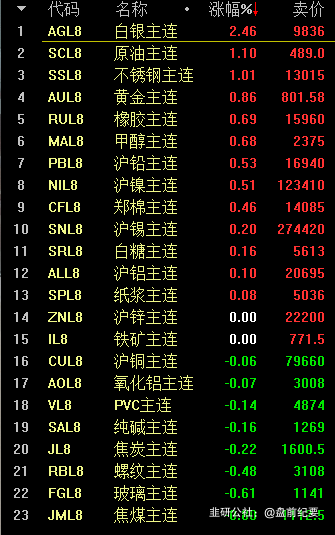 代码 名称 涨幅%↓ 卖价
1 AGL8 白银主连 2.46 9836
2 SCL8 原油主连 1.10 489.0
3 SSL8 不锈钢主连 1.01 13015
4 AUL8 黄金主连 0.86 801.58
5 RUL8 橡胶主连 0.69 15960
6 MAL8 甲醇主连 0.68 2375
7 PBL8 沪铅主连 0.53 16940
8 NIL8 沪镍主连 0.51 123410
9 CFL8 郑棉主连 0.46 14085
10 SNL8 沪锡主连 0.20 274420
11 SRL8 白糖主连 0.16 5613
12 ALL8 沪铝主连 0.10 20695
13 SPL8 纸浆主连 0.08 5036
14 ZNL8 沪锌主连 0.00 22200
15 IL8 铁矿主连 0.00 771.5
16 CUL8 沪铜主连 -0.06 79660
17 AOL8 氧化铝主连 -0.07 3008
18 VL8 PVC主连 -0.14 4874
19 SAL8 纯碱主连 -0.16 1269
20 JL8 焦炭主连 -0.22 1600.5
21 RBL8 螺纹主连 -0.48 3108
22 FGL8 玻璃主连 -0.61 1141
23 JML8 焦煤主连
韭研公社:@盘前纪要